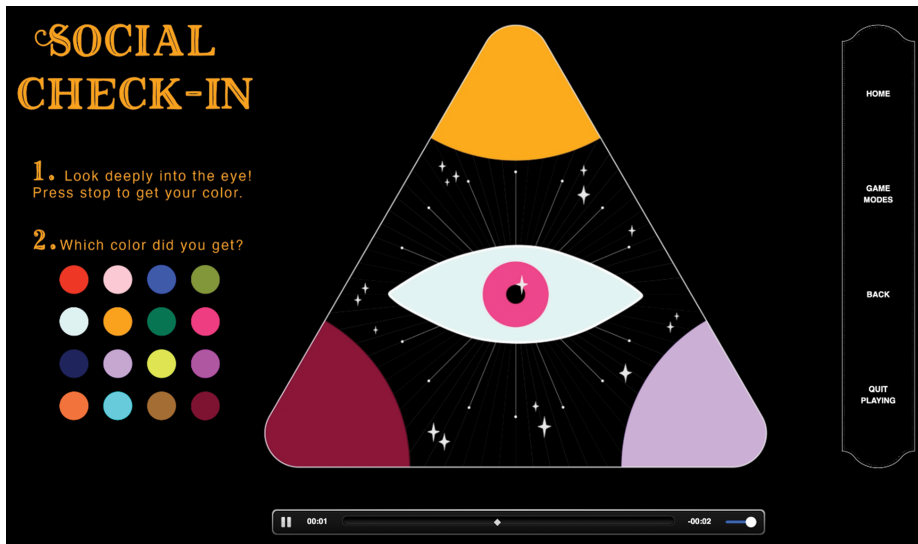 SOCIAL
CHECK-IN
1. Look deeply into the eye!
Press stop to get your color.
2. Which color did you get?
HOME
GAME
MODES
BACK
QUIT
PLAYING
00:01
-00:02